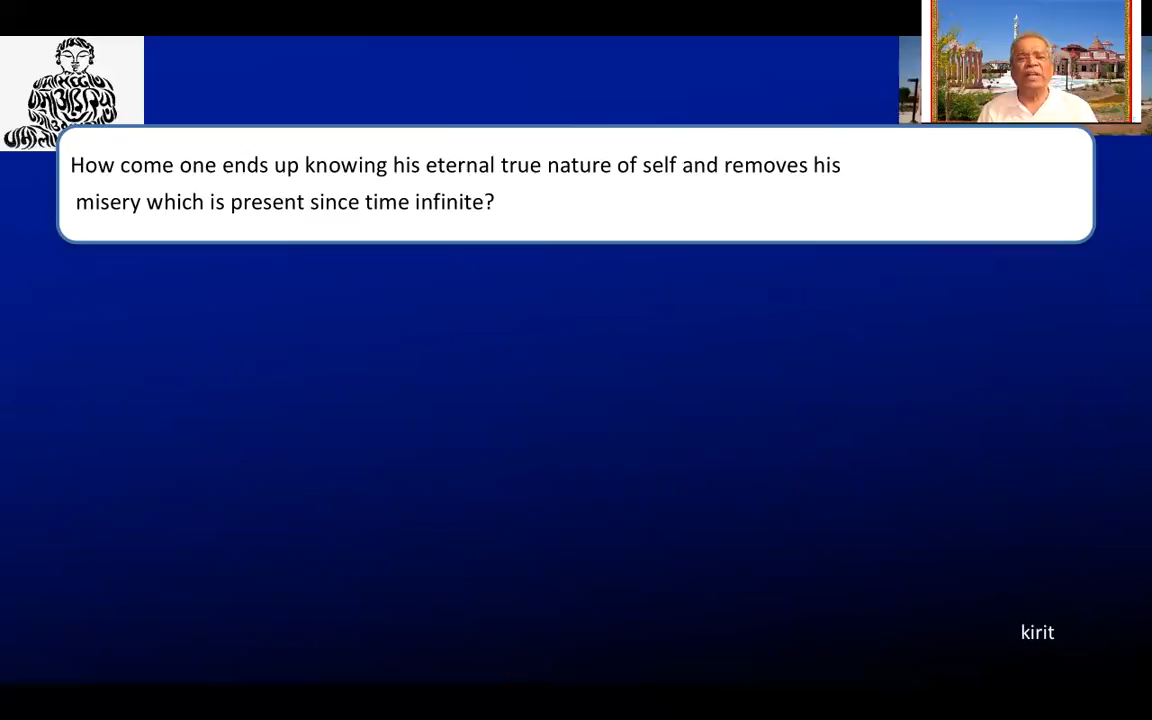 How come one ends up knowing his eternal true nature of self and removes his
misery which is present since time infinite?
kirit